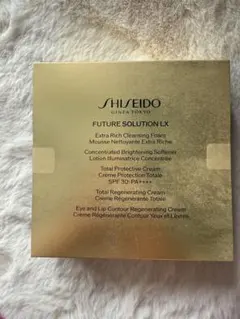 SHISEIDO
GINZA TOKYO
FUTURE SOLUTION LX
Extra Rich Cleansing Foam
Mousse Nettoyante Extra Riche
Concentrated Brightening Softener
Lotion Illuminatrice Concentrée
Total Protective Cream
Crème Protection Totale
SPF 30•PA++++
Total Regenerating Cream
Crème Régénérante Totale
Eye and Lip Contour Regenerating Cream
Crème Régénérante Contour Yeux et Lèvres